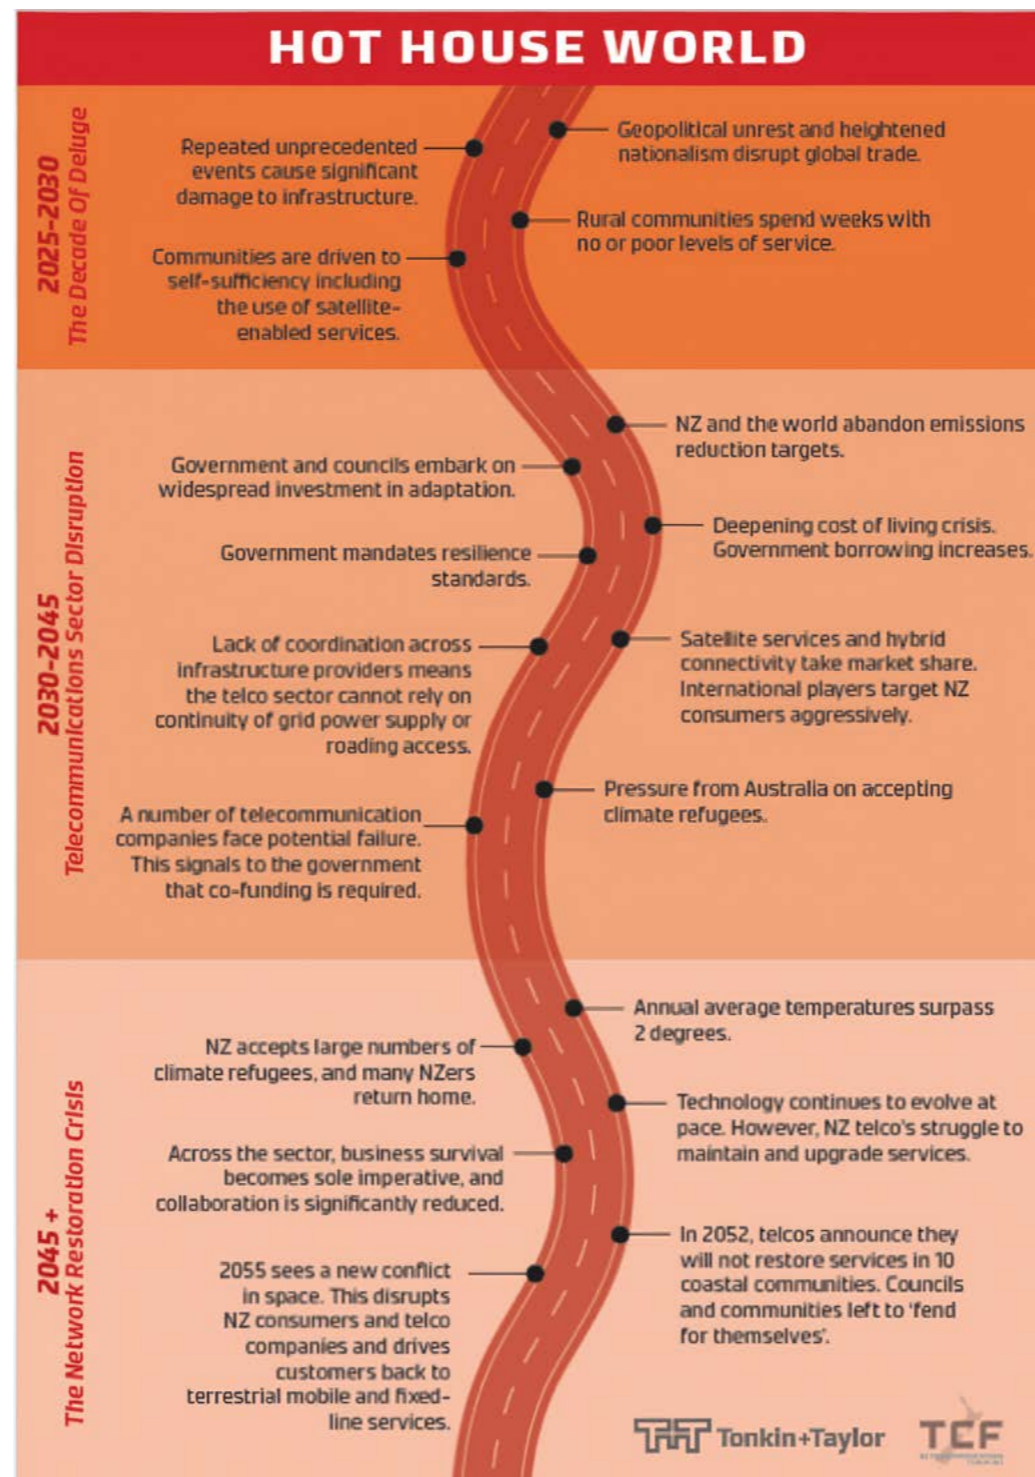 HOT HOUSE WORLD
2025-2030
The Decade Of Deluge
Repeated unprecedented
events cause significant
damage to infrastructure.
Geopolitical unrest and heightened
nationalism disrupt global trade.
Rural communities spend weeks with
no or poor levels of service.
Communities are driven to
self-sufficiency including
the use of satellite-
enabled services.
2030-2045
Telecommunications Sector Disruption
NZ and the world abandon emissions
reduction targets.
Government and councils embark on
widespread investment in adaptation.
Deepening cost of living crisis.
Government borrowing increases.
Government mandates resilience
standards.
Lack of coordination across
infrastructure providers means
the telco sector cannot rely on
continuity of grid power supply or
roading access.
Satellite services and hybrid
connectivity take market share.
International players target NZ
consumers aggressively.
Pressure from Australia on accepting
climate refugees.
A number of telecommunication
companies face potential failure.
This signals to the government
that co-funding is required.
2045 +
The Network Restoration Crisis
Annual average temperatures surpass
2 degrees.
NZ accepts large numbers of
climate refugees, and many NZers
return home.
Technology continues to evolve at
pace. However, NZ telco's struggle to
maintain and upgrade services.
Across the sector, business survival
becomes sole imperative, and
collaboration is significantly reduced.
In 2052, telcos announce they
will not restore services in 10
coastal communities. Councils
and communities left to 'fend
for themselves'.
2055 sees a new conflict
in space. This disrupts
NZ consumers and telco
companies and drives
customers back to
terrestrial mobile and fixed-
line services.
T+T Tonkin+Taylor
TCF